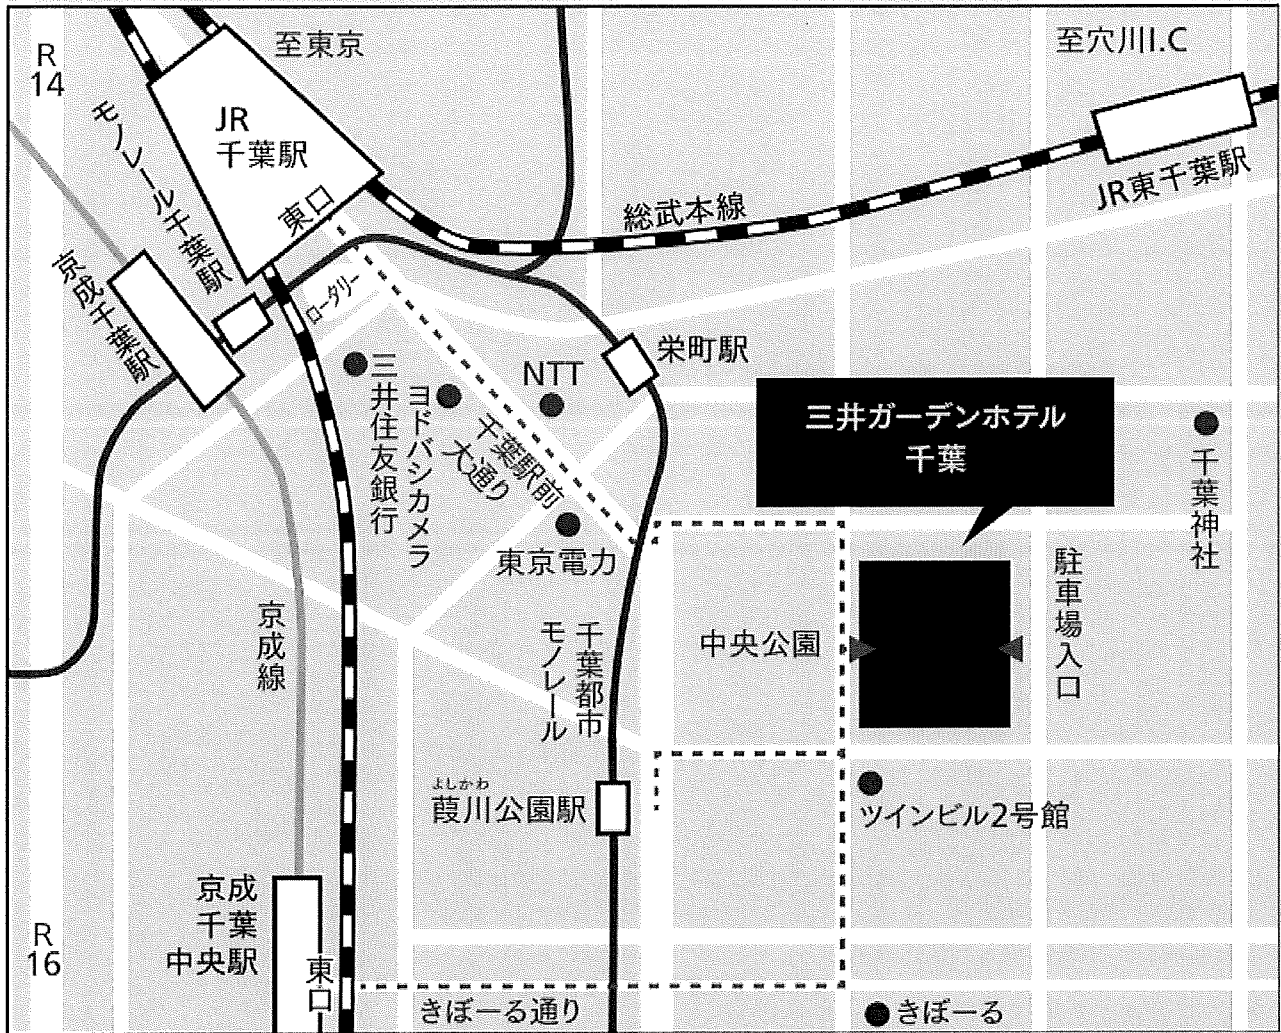 R
14
至東京
至穴川I.C
JR
千葉駅
東口
モノレール千葉駅
京成千葉駅
ロータリー
総武本線
JR東千葉駅
栄町駅
NTT
三井住友銀行
ヨドバシカメラ
千葉駅前
大通り
東京電力
三井ガーデンホテル
千葉
千葉神社
駐車場入口
中央公園
京成線
千葉都市
モノレール
よしかわ
葭川公園駅
ツインビル2号館
R
16
京成
千葉
中央駅
東口
きぼーる通り
きぼーる